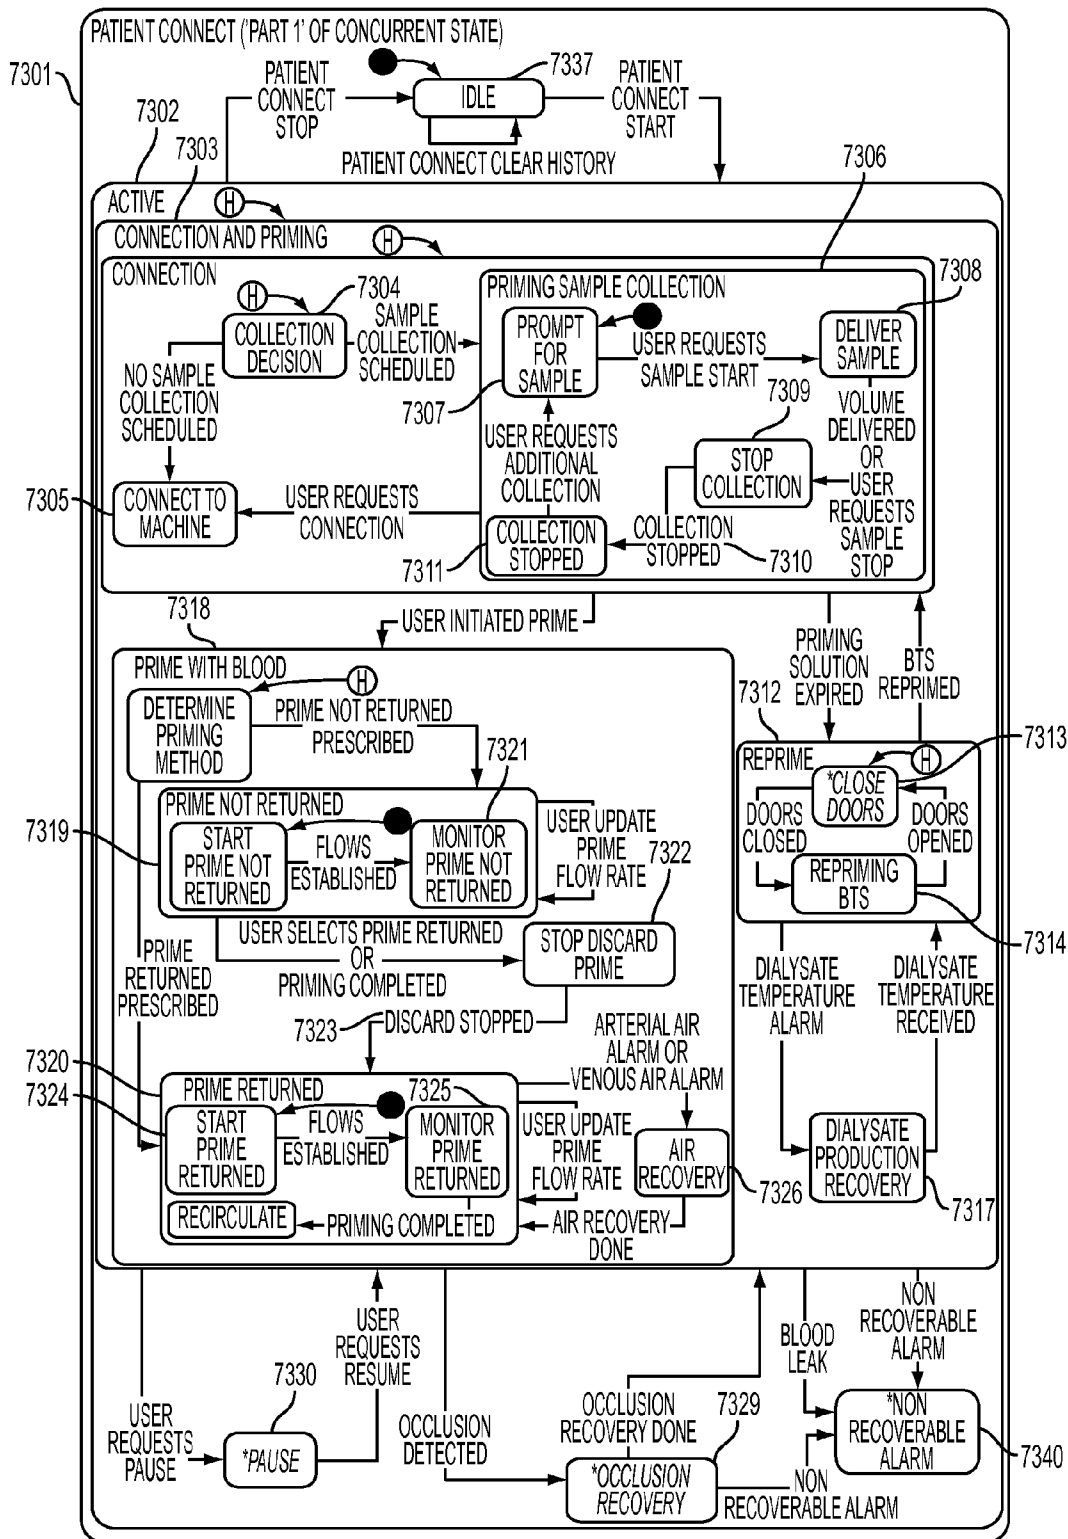 PATIENT CONNECT ('PART 1' OF CONCURRENT STATE)
7301
7337
PATIENT
CONNECT
STOP
IDLE
PATIENT
CONNECT
START
PATIENT CONNECT CLEAR HISTORY
7302
7303
7306
ACTIVE
H
CONNECTION AND PRIMING
H
CONNECTION
H
7304
COLLECTION
DECISION
SAMPLE
COLLECTION
SCHEDULED
NO SAMPLE
COLLECTION
SCHEDULED
PRIMING SAMPLE COLLECTION
7308
PROMPT
FOR
SAMPLE
7307
USER REQUESTS
SAMPLE START
DELIVER
SAMPLE
7309
VOLUME
DELIVERED
OR
USER
REQUESTS
SAMPLE
STOP
USER REQUESTS
ADDITIONAL
COLLECTION
STOP
COLLECTION
7305
CONNECT TO
MACHINE
USER REQUESTS
CONNECTION
COLLECTION
STOPPED
7311
COLLECTION
STOPPED
7310
7318
USER INITIATED PRIME
PRIMING
SOLUTION
EXPIRED
BTS
REPRIMED
PRIME WITH BLOOD
H
DETERMINE
PRIMING
METHOD
PRIME NOT RETURNED
PRESCRIBED
7312
7313
REPRIME
H
*CLOSE
DOORS
DOORS
CLOSED
DOORS
OPENED
REPRIMING
BTS
7314
7321
PRIME NOT RETURNED
7319
START
PRIME NOT
RETURNED
FLOWS
ESTABLISHED
MONITOR
PRIME NOT
RETURNED
USER UPDATE
PRIME
FLOW RATE
7322
USER SELECTS PRIME RETURNED
OR
PRIMING COMPLETED
STOP DISCARD
PRIME
PRIME
RETURNED
PRESCRIBED
7323
DISCARD STOPPED
DIALYSATE
TEMPERATURE
ALARM
DIALYSATE
TEMPERATURE
RECEIVED
ARTERIAL AIR
ALARM OR
VENOUS AIR ALARM
7320
7324
PRIME RETURNED
7325
START
PRIME
RETURNED
FLOWS
ESTABLISHED
MONITOR
PRIME
RETURNED
USER UPDATE
PRIME
FLOW RATE
AIR
RECOVERY
7326
DIALYSATE
PRODUCTION
RECOVERY
7317
RECIRCULATE
PRIMING COMPLETED
AIR RECOVERY
DONE
USER
REQUESTS
RESUME
NON
RECOVERABLE
ALARM
BLOOD
LEAK
7330
USER
REQUESTS
PAUSE
*PAUSE
OCCLUSION
DETECTED
OCCLUSION
RECOVERY DONE
7329
*OCCLUSION
RECOVERY
NON
RECOVERABLE ALARM
*NON
RECOVERABLE
ALARM
7340